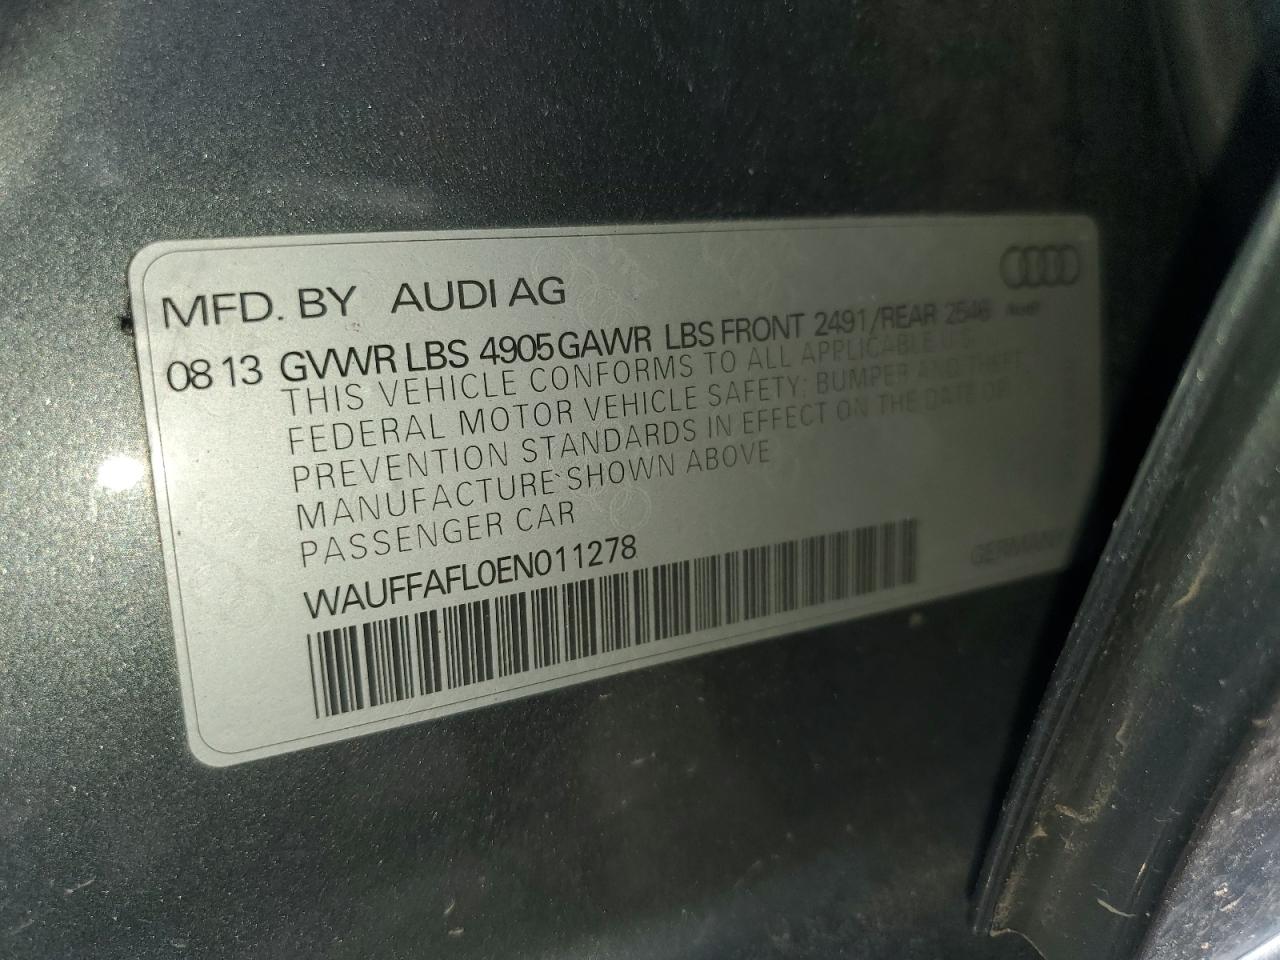 MFD. BY AUDI AG
08 13 GVWR LBS 4905 GAWR LBS FRONT 2491/REAR 2546
THIS VEHICLE CONFORMS TO ALL APPLICABLE U.S.
FEDERAL MOTOR VEHICLE SAFETY; BUMPER AND THEFT
PREVENTION STANDARDS IN EFFECT ON THE DATE OF
MANUFACTURE SHOWN ABOVE
PASSENGER CAR
WAUFFAFL0EN011278
GERMANY